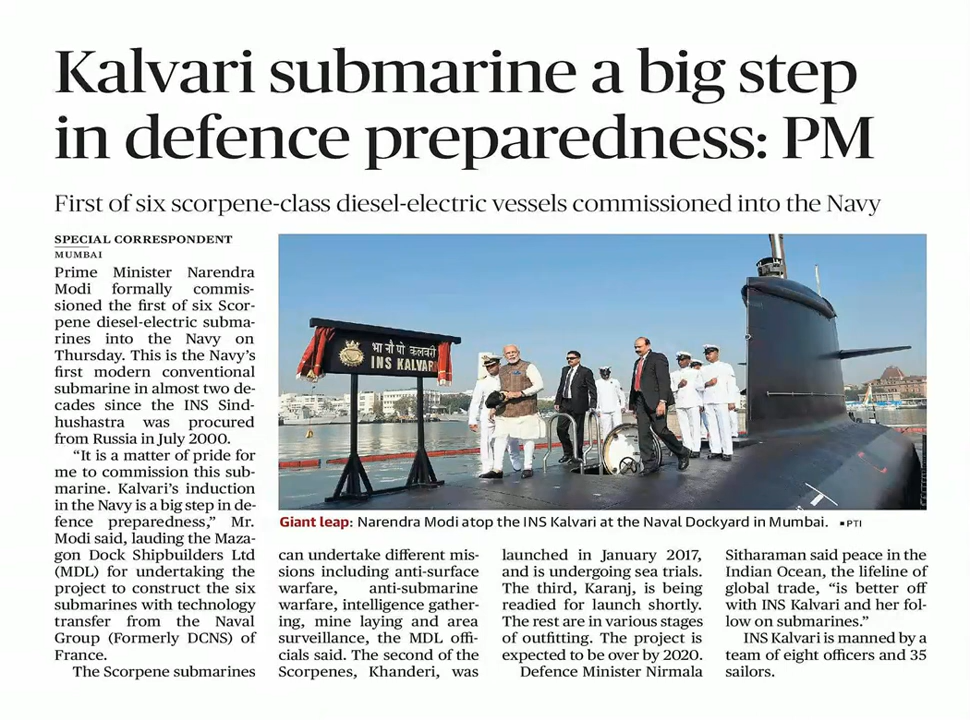 Kalvari submarine a big step
in defence preparedness: PM
First of six scorpene-class diesel-electric vessels commissioned into the Navy
SPECIAL CORRESPONDENT
MUMBAI
Prime Minister Narendra
Modi formally commis-
sioned the first of six Scor-
pene diesel-electric subma-
rines into the Navy on
Thursday. This is the Navy's
first modern conventional
submarine in almost two de-
cades since the INS Sind-
hushastra was procured
from Russia in July 2000.
“It is a matter of pride for
me to commission this sub-
marine. Kalvari's induction
in the Navy is a big step in de-
fence preparedness,” Mr.
Modi said, lauding the Maza-
gon Dock Shipbuilders Ltd
(MDL) for undertaking the
project to construct the six
submarines with technology
transfer from the Naval
Group (Formerly DCNS) of
France.
The Scorpene submarines
भा नौ पो कलवरी
INS KALVARI
Giant leap: Narendra Modi atop the INS Kalvari at the Naval Dockyard in Mumbai. ▪PTI
can undertake different mis-
sions including anti-surface
warfare, anti-submarine
warfare, intelligence gather-
ing, mine laying and area
surveillance, the MDL offi-
cials said. The second of the
Scorpenes, Khanderi, was
launched in January 2017,
and is undergoing sea trials.
The third, Karanj, is being
readied for launch shortly.
The rest are in various stages
of outfitting. The project is
expected to be over by 2020.
Defence Minister Nirmala
Sitharaman said peace in the
Indian Ocean, the lifeline of
global trade, “is better off
with INS Kalvari and her fol-
low on submarines.”
INS Kalvari is manned by a
team of eight officers and 35
sailors.